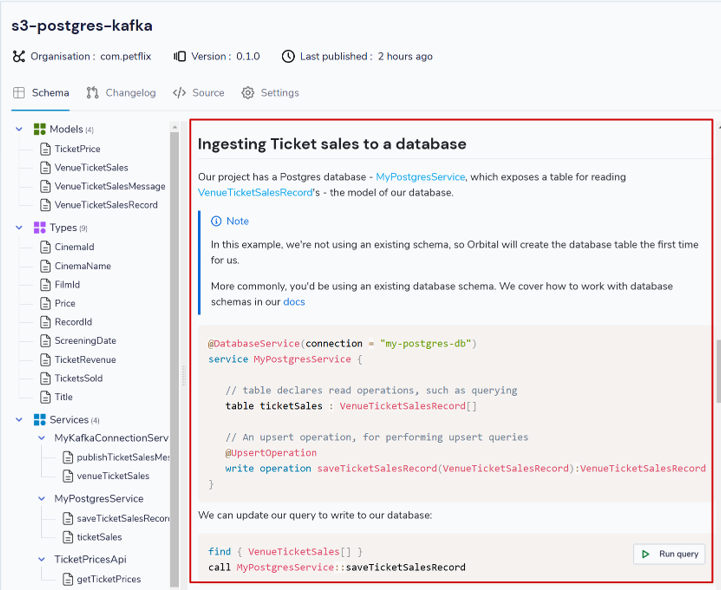 s3-postgres-kafka
Organisation : com.petflix Version : 0.1.0 Last published : 2 hours ago
Schema Changelog Source Settings
Models (4)
TicketPrice
VenueTicketSales
VenueTicketSalesMessage
VenueTicketSalesRecord
Types (9)
CinemaId
CinemaName
FilmId
Price
RecordId
ScreeningDate
TicketRevenue
TicketsSold
Title
Services (4)
MyKafkaConnectionServ
publishTicketSalesMes
venueTicketSales
MyPostgresService
saveTicketSalesRecor
ticketSales
TicketPricesApi
getTicketPrices
Ingesting Ticket sales to a database
Our project has a Postgres database - MyPostgresService, which exposes a table for reading
VenueTicketSalesRecord's - the model of our database.
Note
In this example, we're not using an existing schema, so Orbital will create the database table the first time
for us.
More commonly, you'd be using an existing database schema. We cover how to work with database
schemas in our docs
@DatabaseService(connection = "my-postgres-db")
service MyPostgresService {
// table declares read operations, such as querying
table ticketSales : VenueTicketSalesRecord[]
// An upsert operation, for performing upsert queries
@UpsertOperation
write operation saveTicketSalesRecord(VenueTicketSalesRecord):VenueTicketSalesRecord
}
We can update our query to write to our database:
find { VenueTicketSales[] }
call MyPostgresService::saveTicketSalesRecord
Run query